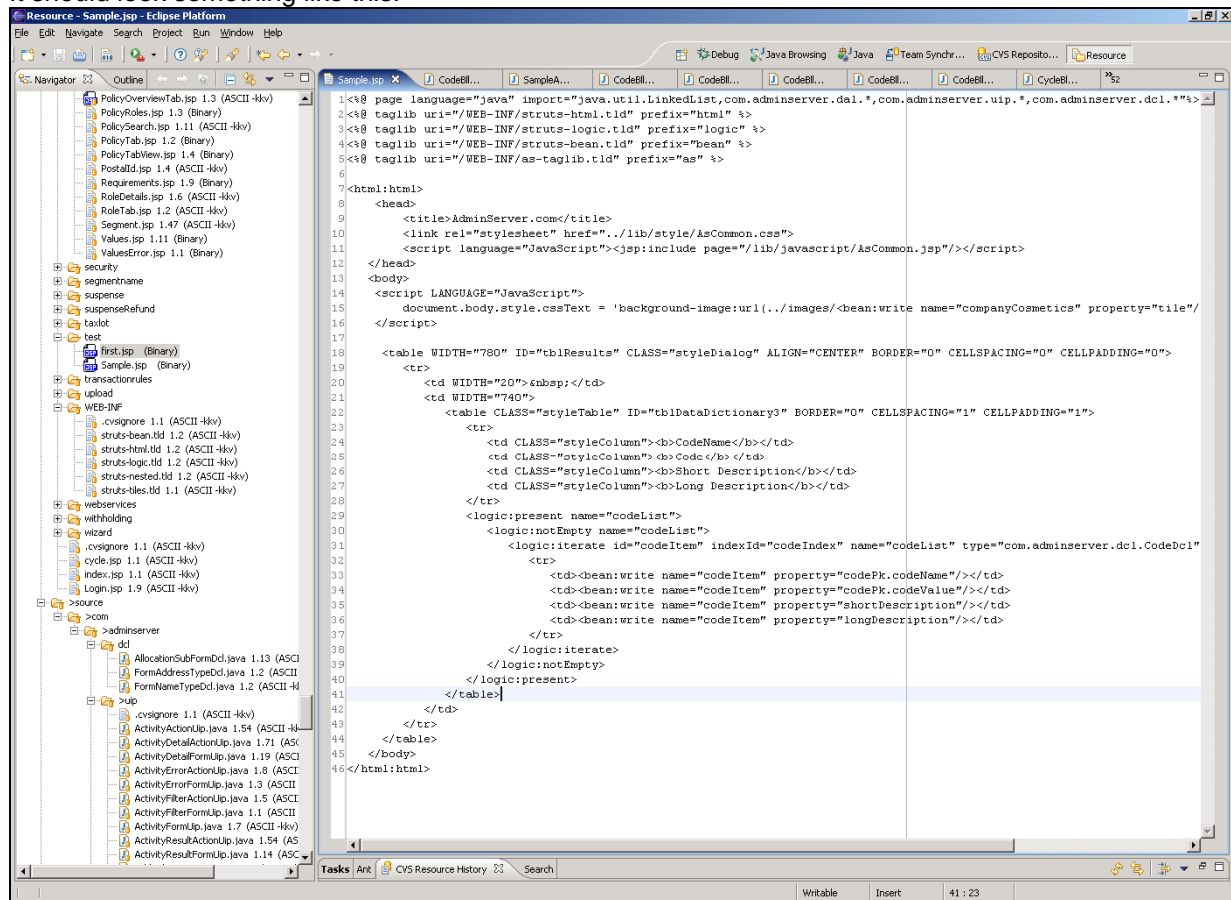 it should look something like this:
Resource - Sample.jsp - Eclipse Platform
File Edit Navigate Search Project Run Window Help
Debug Java Browsing Java Team Synchr... CVS Reposito... Resource
Navigator Outline
Sample.jsp CodeBll... SampleA... CodeBll... CodeBll... CodeBll... CodeBll... CodeBll... CycleBl... »52
PolicyOverviewTab.jsp 1.3 (ASCII -kkv)
PolicyRoles.jsp 1.3 (Binary)
PolicySearch.jsp 1.11 (ASCII -kkv)
PolicyTab.jsp 1.2 (Binary)
PolicyTabView.jsp 1.4 (Binary)
PostalId.jsp 1.4 (ASCII -kkv)
Requirements.jsp 1.9 (Binary)
RoleDetails.jsp 1.6 (ASCII -kkv)
RoleTab.jsp 1.2 (ASCII -kkv)
Segment.jsp 1.47 (ASCII -kkv)
Values.jsp 1.11 (Binary)
ValuesError.jsp 1.1 (Binary)
security
segmentname
suspense
suspenseRefund
taxlot
test
first.jsp (Binary)
Sample.jsp (Binary)
transactionrules
upload
WEB-INF
.cvsignore 1.1 (ASCII -kkv)
struts-bean.tld 1.2 (ASCII -kkv)
struts-html.tld 1.2 (ASCII -kkv)
struts-logic.tld 1.2 (ASCII -kkv)
struts-nested.tld 1.2 (ASCII -kkv)
struts-tiles.tld 1.1 (ASCII -kkv)
webservices
withholding
wizard
.cvsignore 1.1 (ASCII -kkv)
cycle.jsp 1.1 (ASCII -kkv)
index.jsp 1.1 (ASCII -kkv)
Login.jsp 1.9 (ASCII -kkv)
>source
>com
>adminserver
dcl
AllocationSubFormDcl.java 1.13 (ASCI
FormAddressTypeDcl.java 1.2 (ASCII
FormNameTypeDcl.java 1.2 (ASCII -kl
>uip
.cvsignore 1.1 (ASCII -kkv)
ActivityActionUip.java 1.54 (ASCII -kk
ActivityDetailActionUip.java 1.71 (ASC
ActivityDetailFormUip.java 1.19 (ASCI
ActivityErrorActionUip.java 1.8 (ASCI
ActivityErrorFormUip.java 1.3 (ASCII
ActivityFilterActionUip.java 1.5 (ASCI
ActivityFilterFormUip.java 1.1 (ASCII
ActivityFormUip.java 1.7 (ASCII -kkv)
ActivityResultActionUip.java 1.54 (AS
ActivityResultFormUip.java 1.14 (ASC
1 <%@ page language="java" import="java.util.LinkedList,com.adminserver.dal.*,com.adminserver.uip.*,com.adminserver.dcl.*"%>
2 <%@ taglib uri="/WEB-INF/struts-html.tld" prefix="html" %>
3 <%@ taglib uri="/WEB-INF/struts-logic.tld" prefix="logic" %>
4 <%@ taglib uri="/WEB-INF/struts-bean.tld" prefix="bean" %>
5 <%@ taglib uri="/WEB-INF/as-taglib.tld" prefix="as" %>
6
7 <html:html>
8 <head>
9 <title>AdminServer.com</title>
10 <link rel="stylesheet" href="../lib/style/AsCommon.css">
11 <script language="JavaScript"><jsp:include page="/lib/javascript/AsCommon.jsp"/></script>
12 </head>
13 <body>
14 <script LANGUAGE="JavaScript">
15 document.body.style.cssText = 'background-image:url(../images/<bean:write name="companyCosmetics" property="tile"/
16 </script>
17
18 <table WIDTH="780" ID="tblResults" CLASS="styleDialog" ALIGN="CENTER" BORDER="0" CELLSPACING="0" CELLPADDING="0">
19 <tr>
20 <td WIDTH="20">&nbsp;</td>
21 <td WIDTH="740">
22 <table CLASS="styleTable" ID="tblDataDictionary3" BORDER="0" CELLSPACING="1" CELLPADDING="1">
23 <tr>
24 <td CLASS="styleColumn"><b>CodeName</b></td>
25 <td CLASS="styleColumn"><b>Code</b></td>
26 <td CLASS="styleColumn"><b>Short Description</b></td>
27 <td CLASS="styleColumn"><b>Long Description</b></td>
28 </tr>
29 <logic:present name="codeList">
30 <logic:notEmpty name="codeList">
31 <logic:iterate id="codeItem" indexId="codeIndex" name="codeList" type="com.adminserver.dcl.CodeDcl"
32 <tr>
33 <td><bean:write name="codeItem" property="codePk.codeName"/></td>
34 <td><bean:write name="codeItem" property="codePk.codeValue"/></td>
35 <td><bean:write name="codeItem" property="shortDescription"/></td>
36 <td><bean:write name="codeItem" property="longDescription"/></td>
37 </tr>
38 </logic:iterate>
39 </logic:notEmpty>
40 </logic:present>
41 </table>
42 </td>
43 </tr>
44 </table>
45 </body>
46 </html:html>
Tasks Ant CVS Resource History Search
Writable Insert 41 : 23